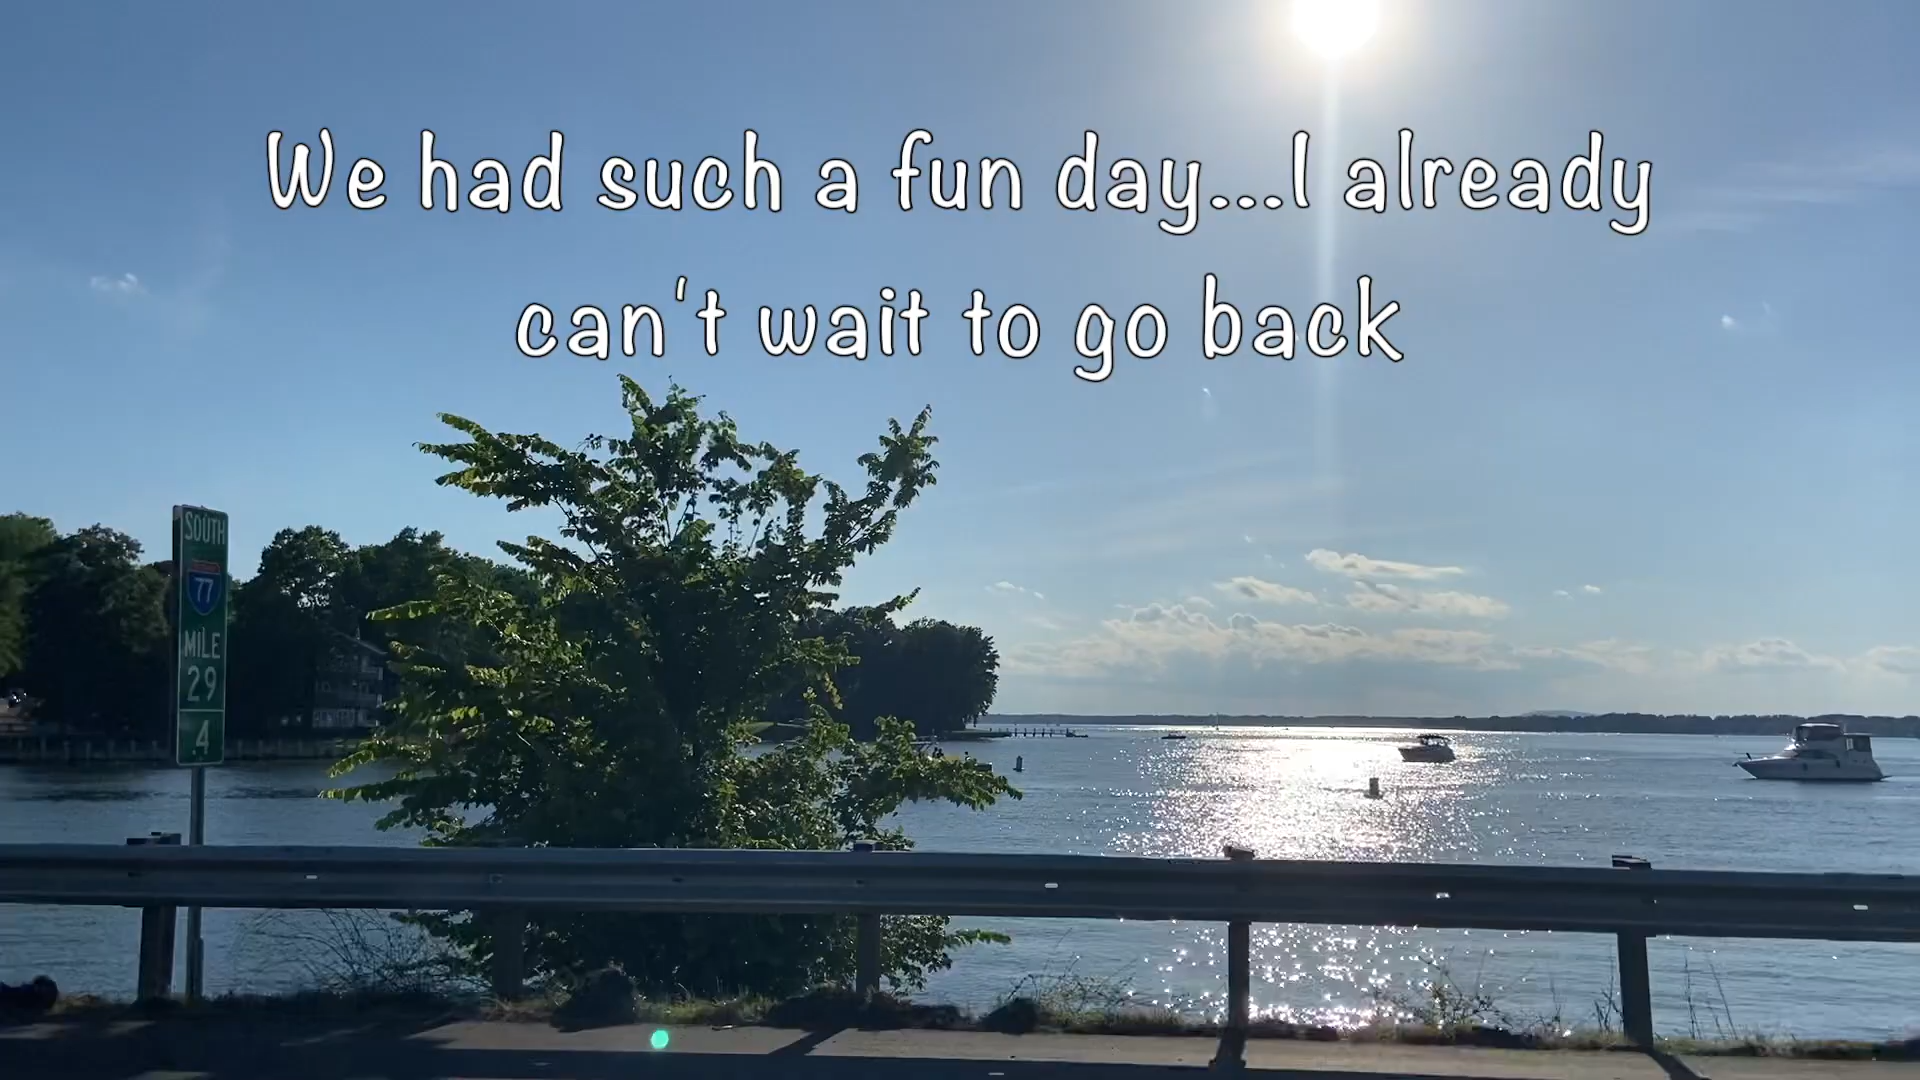 We had such a fun day...I already
can't wait to go back
SOUTH
77
MILE
29
.4